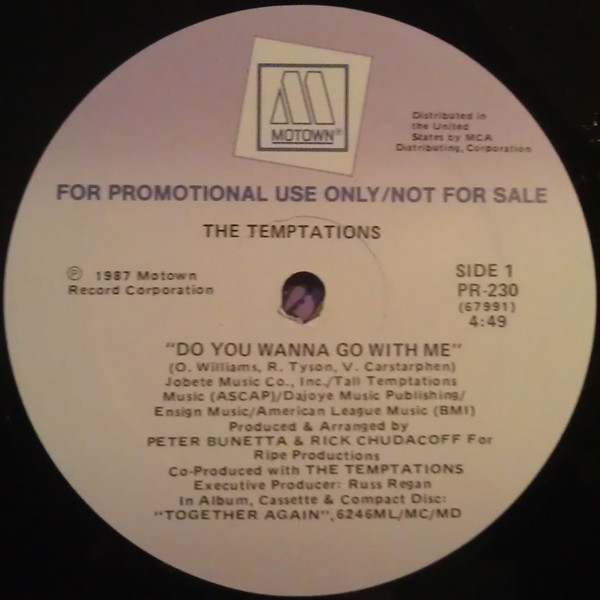 MOTOWN®
Distributed in
the United
States by MCA
Distributing, Corporation
FOR PROMOTIONAL USE ONLY/NOT FOR SALE
THE TEMPTATIONS
℗ 1987 Motown
Record Corporation
SIDE 1
PR-230
(67991)
4:49
"DO YOU WANNA GO WITH ME"
(O. Williams, R. Tyson, V. Carstarphen)
Jobete Music Co., Inc./Tall Temptations
Music (ASCAP)/Dajoye Music Publishing/
Ensign Music/American League Music (BMI)
Produced & Arranged by
PETER BUNETTA & RICK CHUDACOFF For
Ripe Productions
Co-Produced with THE TEMPTATIONS
Executive Producer: Russ Regan
In Album, Cassette & Compact Disc:
"TOGETHER AGAIN", 6246ML/MC/MD